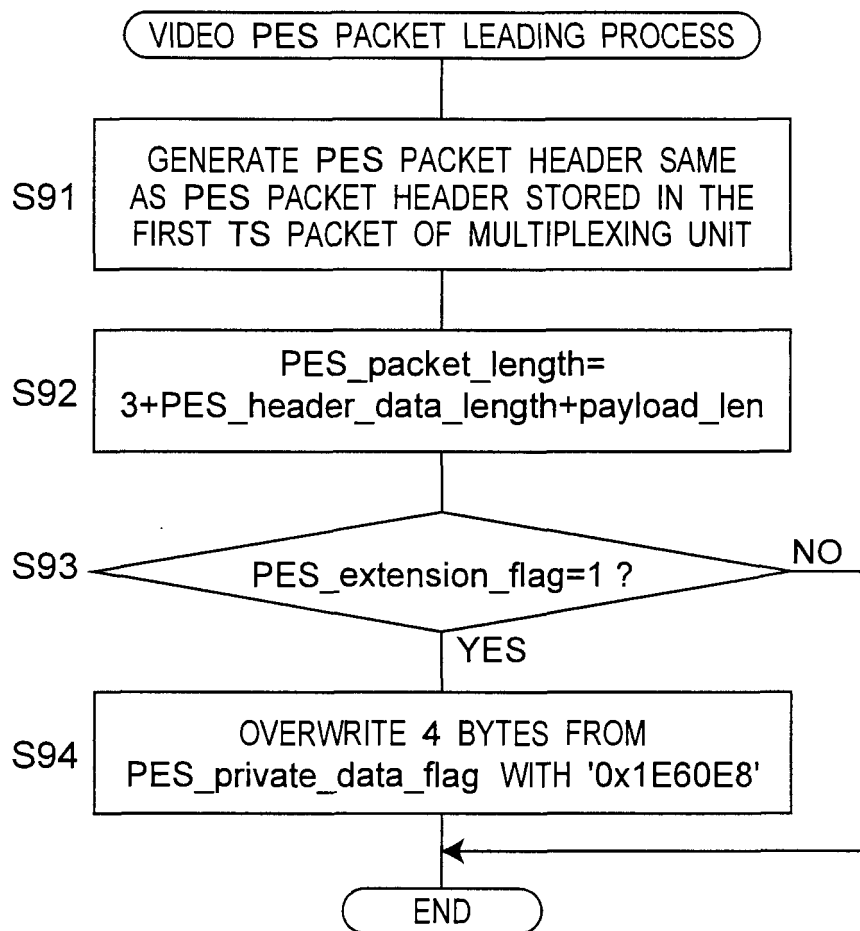 VIDEO PES PACKET LEADING PROCESS
S91
GENERATE PES PACKET HEADER SAME
AS PES PACKET HEADER STORED IN THE
FIRST TS PACKET OF MULTIPLEXING UNIT
S92
PES_packet_length=
3+PES_header_data_length+payload_len
S93
PES_extension_flag=1 ?
NO
YES
S94
OVERWRITE 4 BYTES FROM
PES_private_data_flag WITH '0x1E60E8'
END